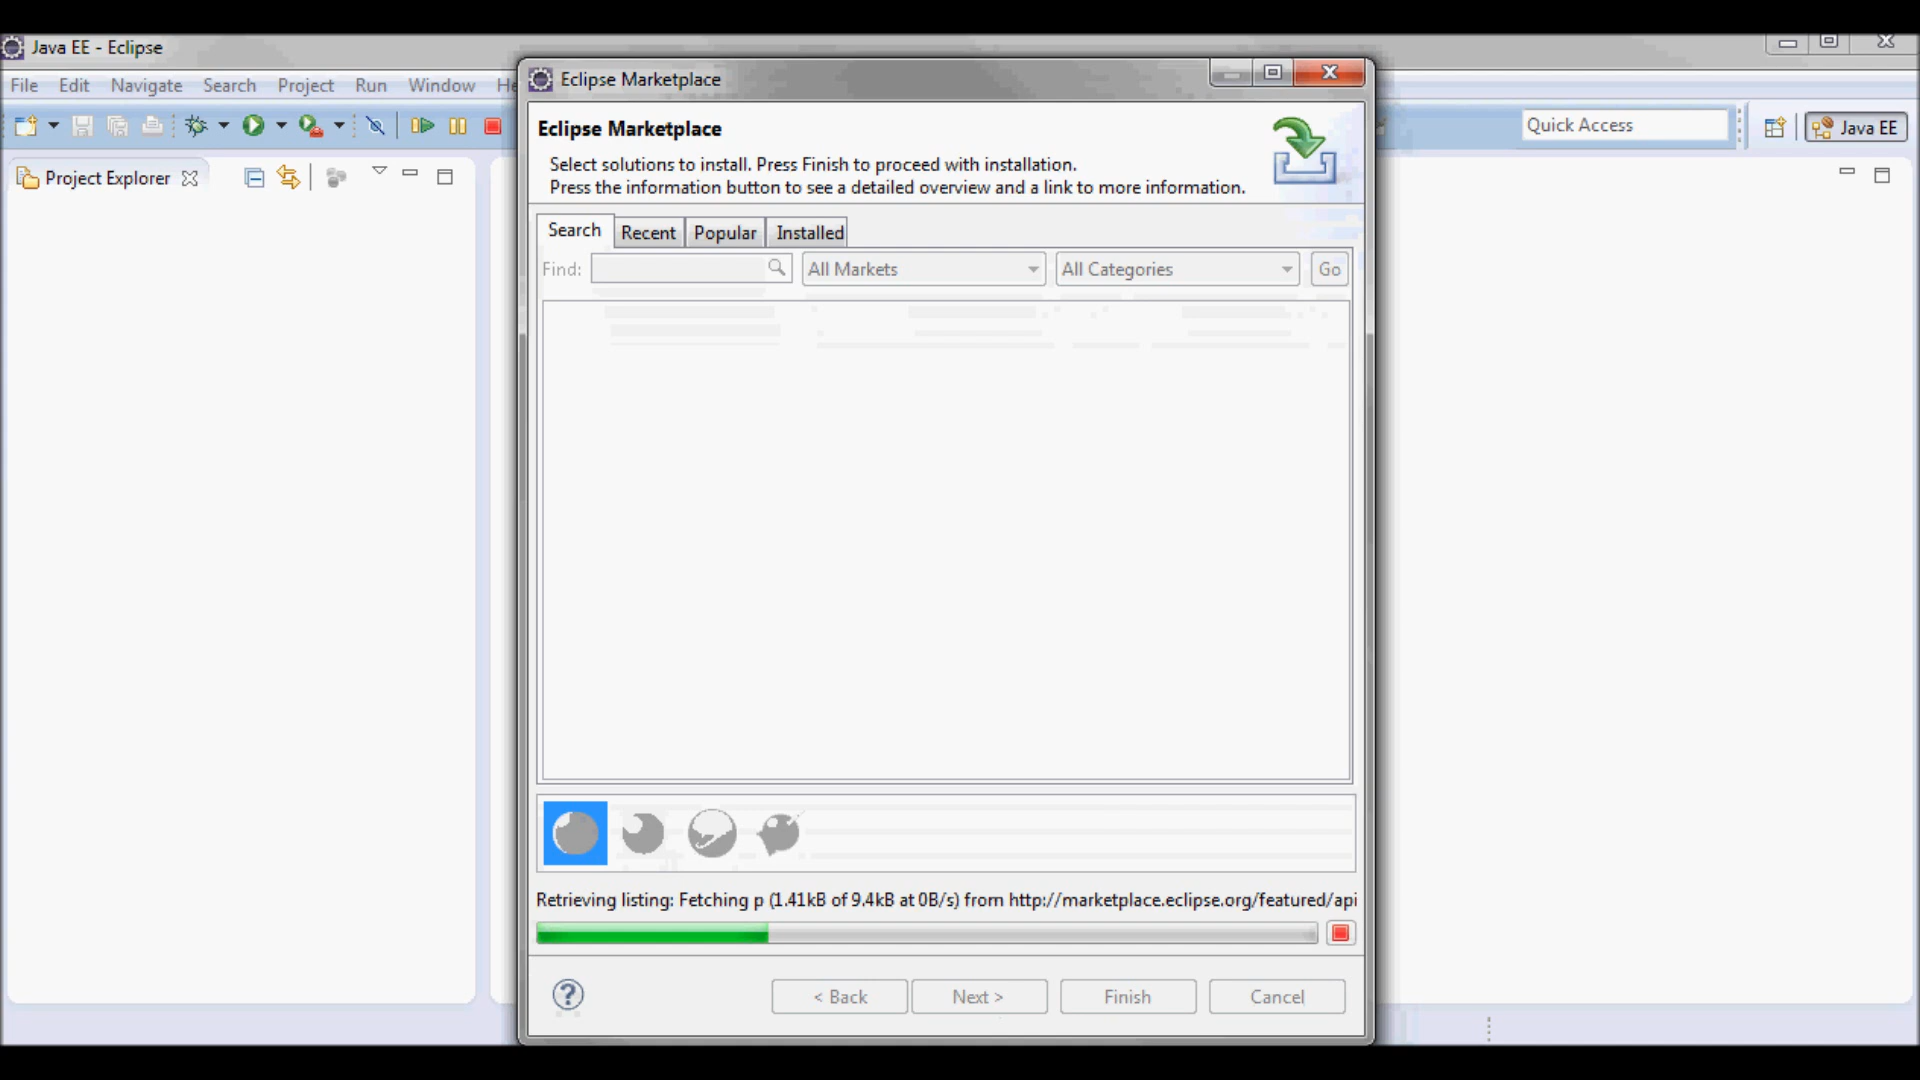 Java EE - Eclipse
File Edit Navigate Search Project Run Window
Quick Access
Java EE
Project Explorer
Eclipse Marketplace
Eclipse Marketplace
Select solutions to install. Press Finish to proceed with installation.
Press the information button to see a detailed overview and a link to more information.
Search Recent Popular Installed
Find: All Markets All Categories Go
Retrieving listing: Fetching p (1.41kB of 9.4kB at 0B/s) from http://marketplace.eclipse.org/featured/api
< Back Next > Finish Cancel